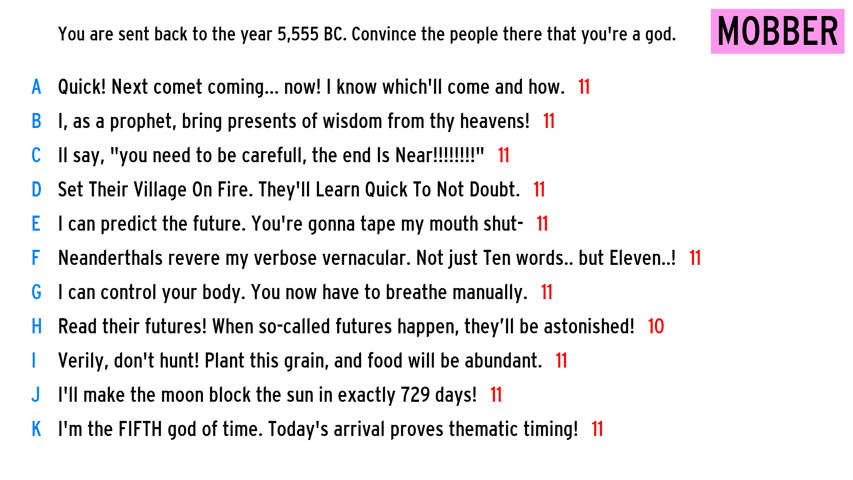 You are sent back to the year 5,555 BC. Convince the people there that you're a god.
MOBBER
A Quick! Next comet coming... now! I know which'll come and how. 11
B I, as a prophet, bring presents of wisdom from thy heavens! 11
C Il say, "you need to be carefull, the end Is Near!!!!!!!!" 11
D Set Their Village On Fire. They'll Learn Quick To Not Doubt. 11
E I can predict the future. You're gonna tape my mouth shut- 11
F Neanderthals revere my verbose vernacular. Not just Ten words.. but Eleven..! 11
G I can control your body. You now have to breathe manually. 11
H Read their futures! When so-called futures happen, they’ll be astonished! 10
I Verily, don't hunt! Plant this grain, and food will be abundant. 11
J I'll make the moon block the sun in exactly 729 days! 11
K I'm the FIFTH god of time. Today's arrival proves thematic timing! 11